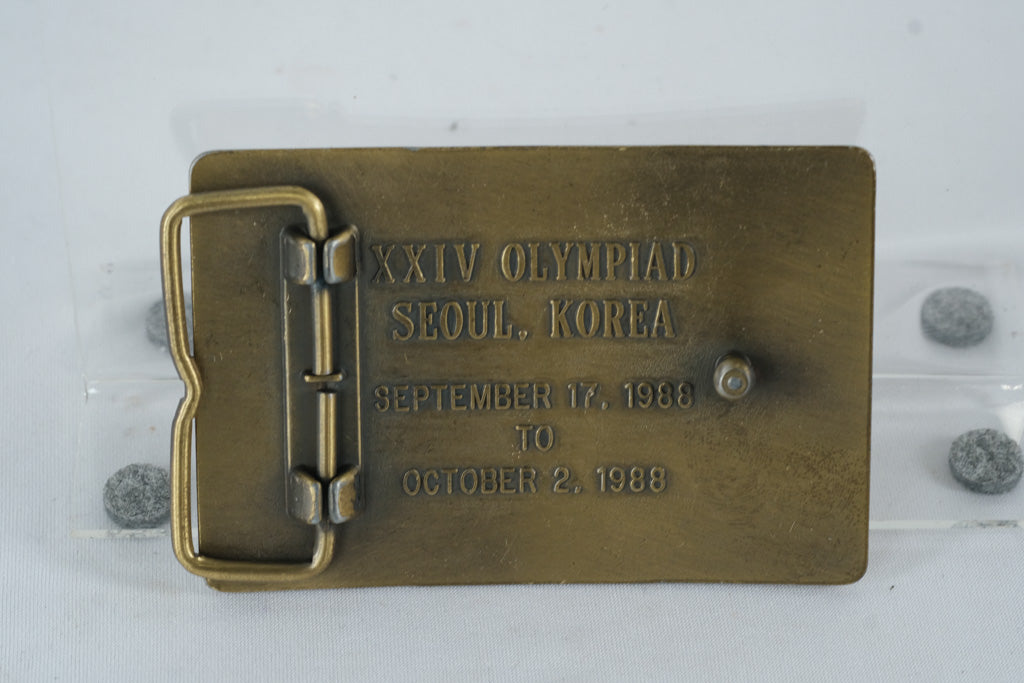 XXIV OLYMPIAD
SEOUL, KOREA
SEPTEMBER 17, 1988
TO
OCTOBER 2, 1988